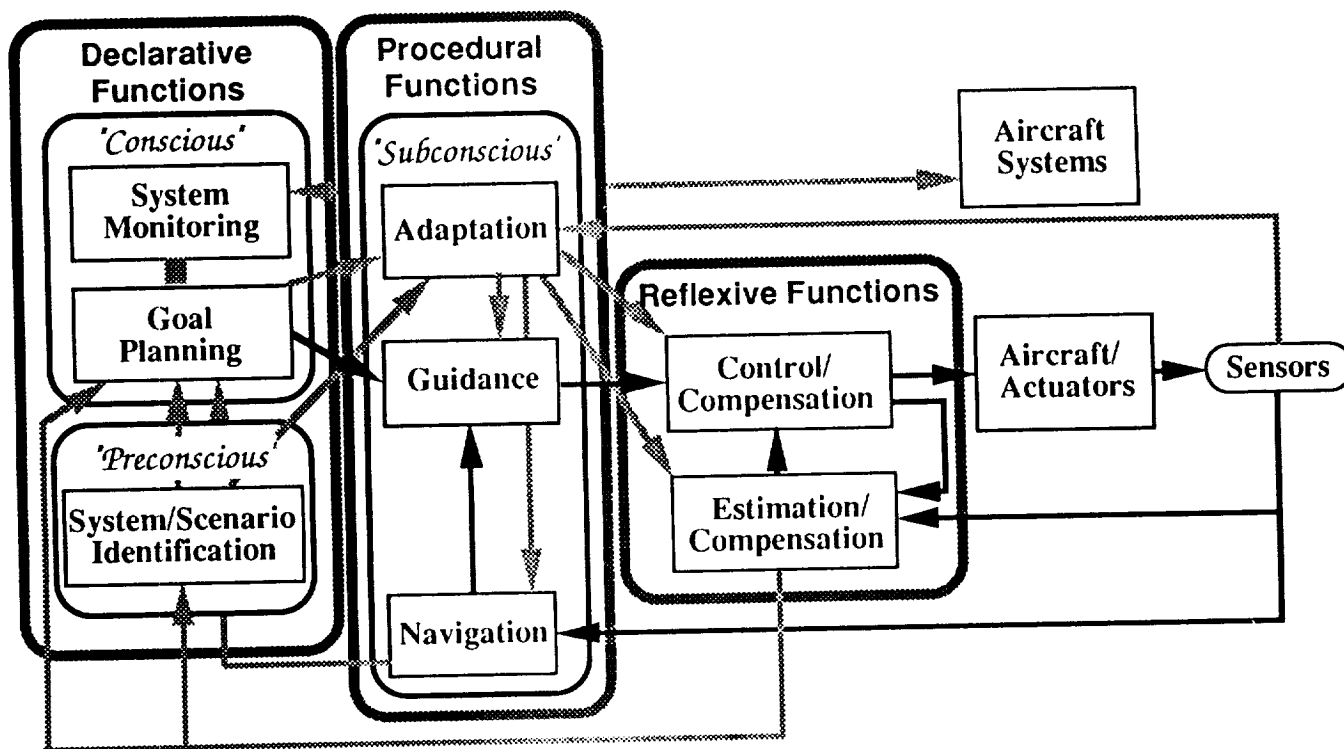 Declarative
Functions
"Conscious"
System
Monitoring
Goal
Planning
'Preconscious'
System/Scenario
Identification
Procedural
Functions
'Subconscious'
Adaptation
Guidance
Navigation
Reflexive Functions
Control/
Compensation
Estimation/
Compensation
Aircraft
Systems
Aircraft/
Actuators
Sensors